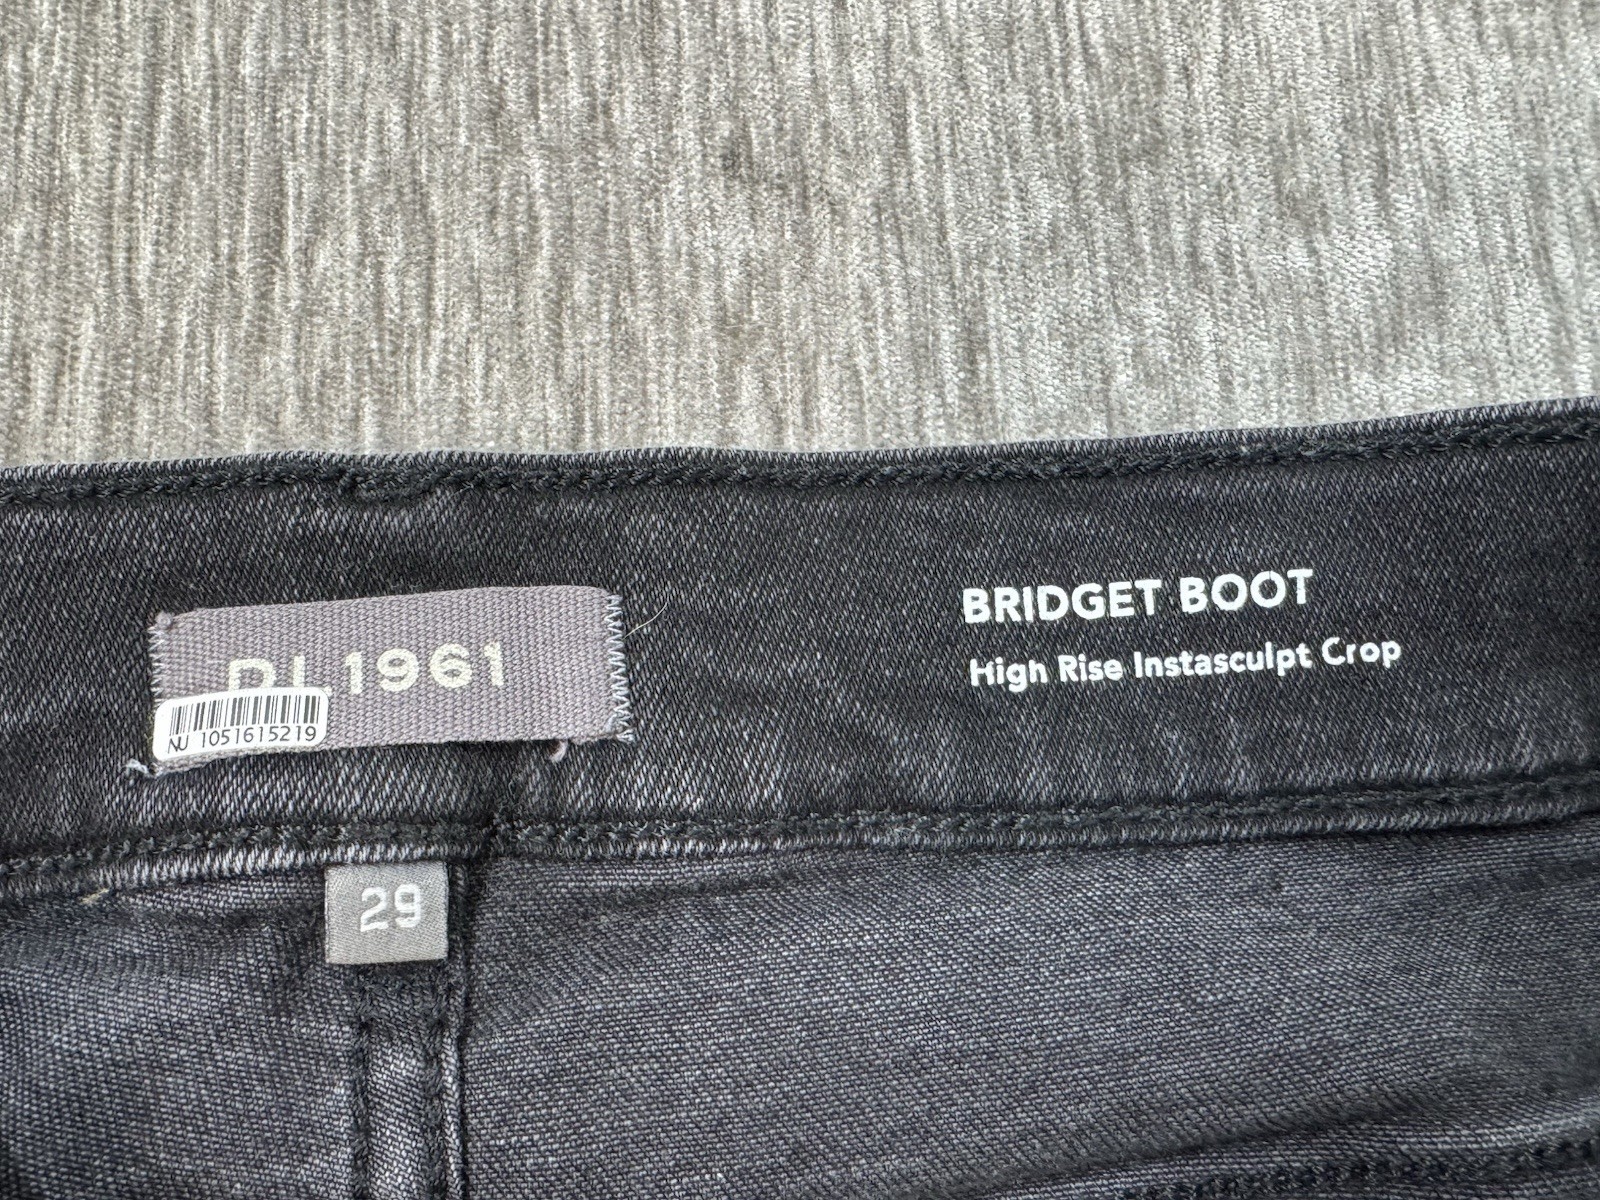 DL1961
NU 1051615219
BRIDGET BOOT
High Rise Instasculpt Crop
29